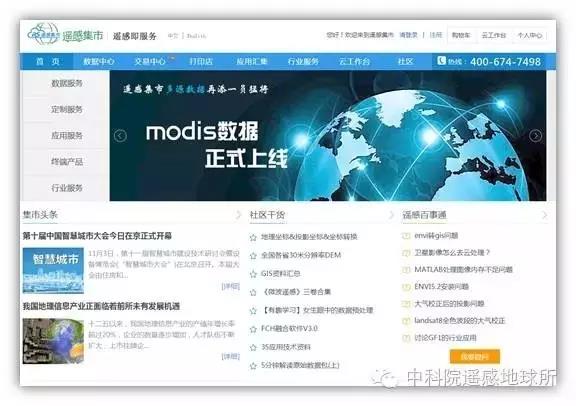 遥感集市 遥感即服务 中文 English
您好！欢迎来到遥感集市 请登录 | 注册 购物车 云工作台 个人中心
首 页 数据中心 交易中心 打印店 应用汇集 行业服务 云工作台 社区 热线：400-674-7498
数据服务
定制服务
应用服务
终端产品
行业服务
遥感集市多源数据再添一员猛将
modis数据
正式上线
集市头条
第十届中国智慧城市大会今日在京正式开幕
智慧城市
11月3日，第十一届智慧城市建设技术研讨会暨设
备博览会("智慧城市大会")在北京召开。本届大
会由住房和...
[详细]
我国地理信息产业正面临着前所未有发展机遇
十二五以来，我国地理信息产业的产值年增长率
超过20%，企业的数量逐步增加，人才队伍不断
扩大，上市挂牌企...
[详细]
社区干货
地理坐标&投影坐标&坐标转换
全国各省30米分辨率DEM
GIS资料汇总
《微波遥感》三卷合集
【有趣学习】女生眼中的数据预处理
FCH融合软件V3.0
3S应用技术资料
5分钟解读原始数据包(上)
遥感百事通
envi转gis问题
卫星影像怎么去云处理？
MATLAB处理图像内存不足问题
ENVI5.2安装问题
大气校正后的投影问题
landsat8全色波段的大气校正
讨论GF1的行业应用
我要提问
中科院遥感地球所